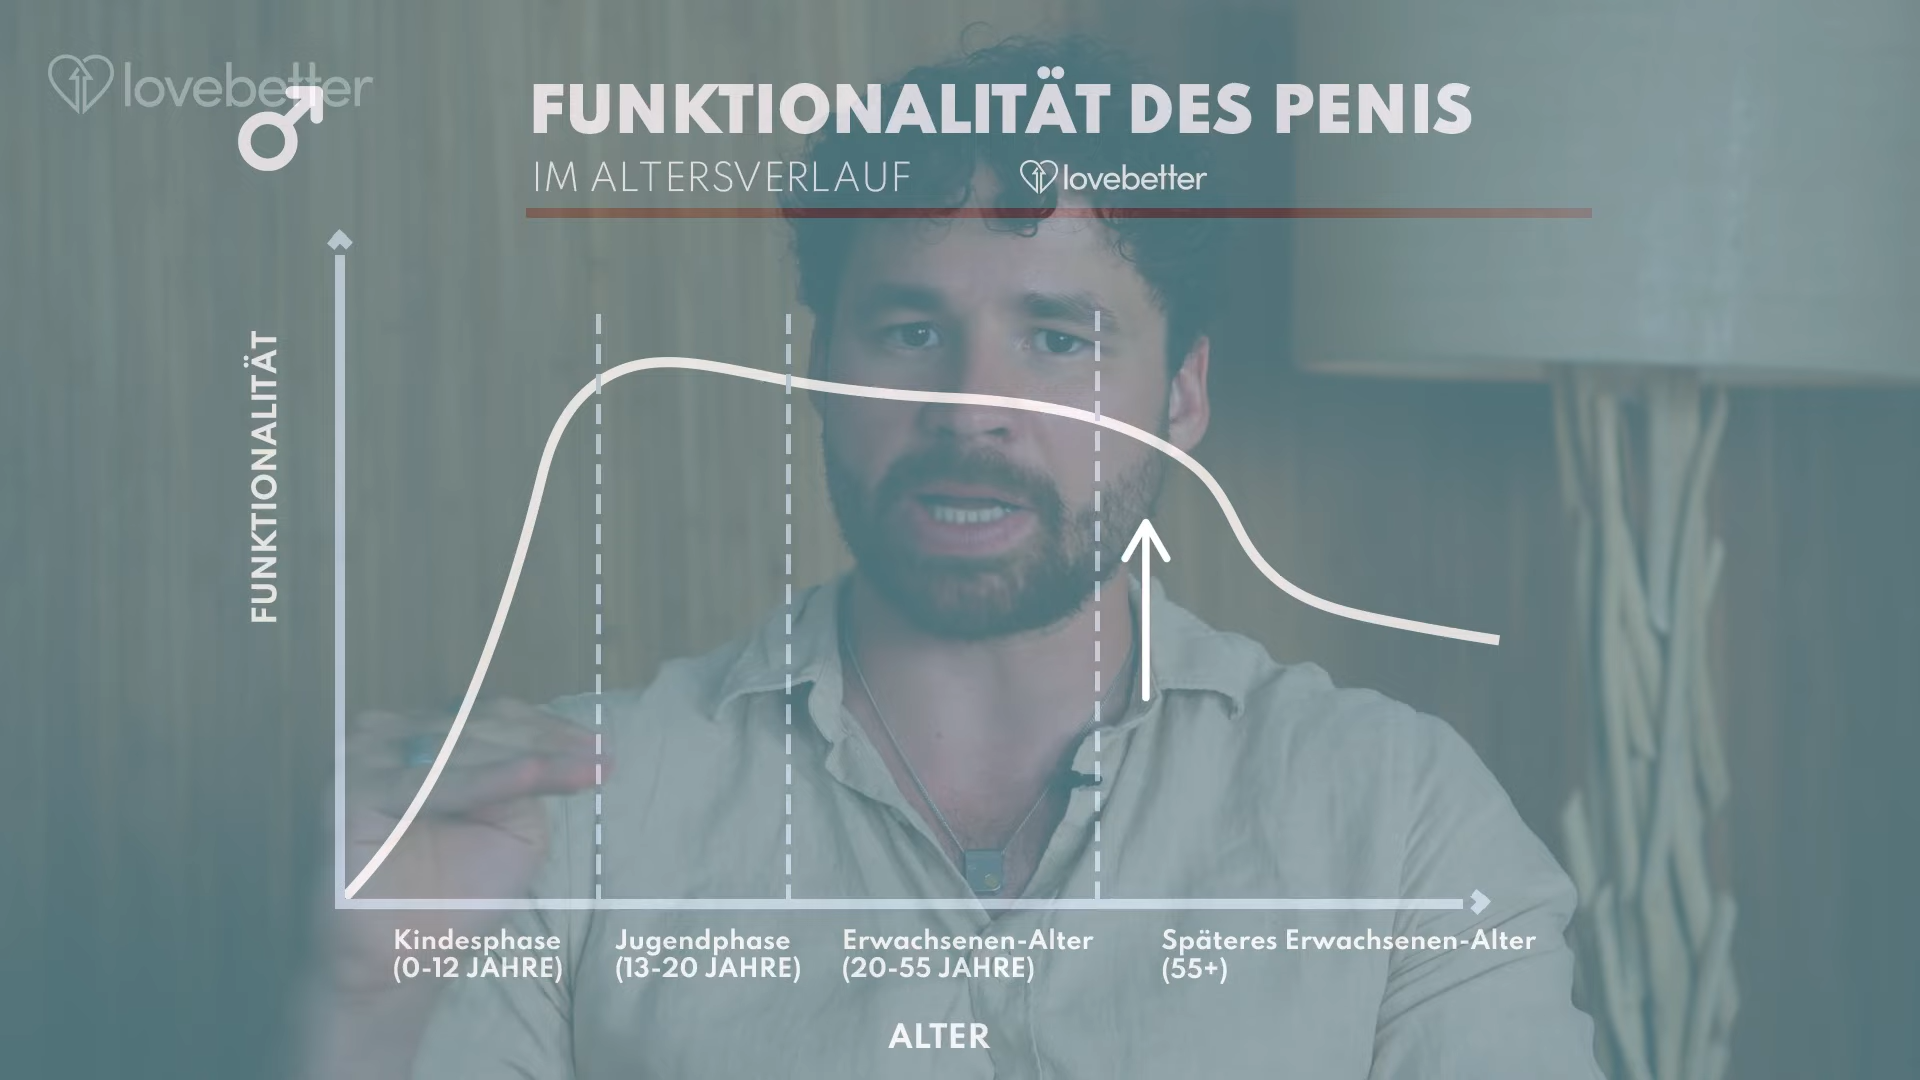 lovebetter
FUNKTIONALITÄT DES PENIS
IM ALTERSVERLAUF
lovebetter
FUNKTIONALITÄT
Kindesphase
(0-12 JAHRE)
Jugendphase
(13-20 JAHRE)
Erwachsenen-Alter
(20-55 JAHRE)
Späteres Erwachsenen-Alter
(55+)
ALTER